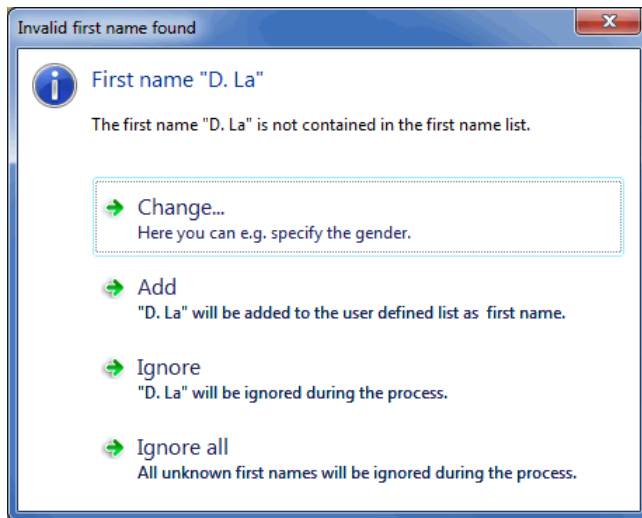 Invalid first name found
First name "D. La"
The first name "D. La" is not contained in the first name list.
Change...
Here you can e.g. specify the gender.
Add
"D. La" will be added to the user defined list as  first name.
Ignore
"D. La" will be ignored during the process.
Ignore all
All unknown first names will be ignored during the process.